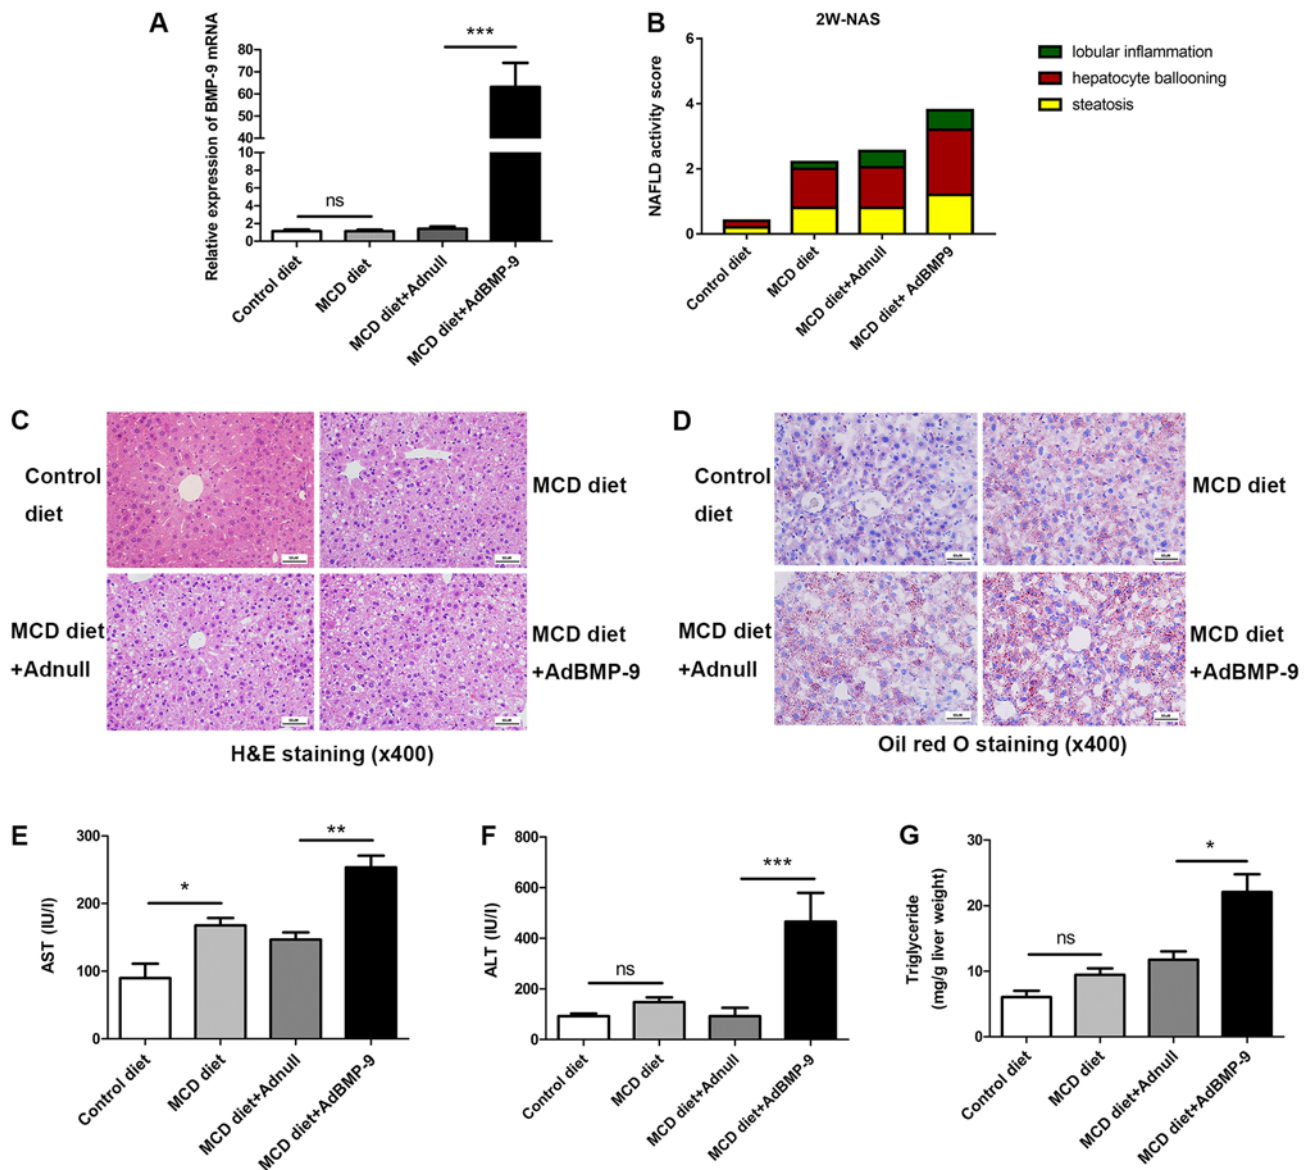 A
Relative expression of BMP-9 mRNA
80
70
60
50
40
10
8
6
4
2
0
ns
***
Control diet
MCD diet
MCD diet+Adnull
MCD diet+AdBMP-9
B
2W-NAS
NAFLD activity score
6
4
2
0
Control diet
MCD diet
MCD diet+Adnull
MCD diet+ AdBMP9
lobular inflammation
hepatocyte ballooning
steatosis
C
Control
diet
MCD diet
MCD diet
+Adnull
MCD diet
+AdBMP-9
H&E staining (x400)
D
Control
diet
MCD diet
MCD diet
+Adnull
MCD diet
+AdBMP-9
Oil red O staining (x400)
E
AST (IU/l)
300
200
100
0
*
**
Control diet
MCD diet
MCD diet+Adnull
MCD diet+AdBMP-9
F
ALT (IU/l)
800
600
400
200
0
ns
***
Control diet
MCD diet
MCD diet+Adnull
MCD diet+AdBMP-9
G
Triglyceride
(mg/g liver weight)
30
20
10
0
ns
*
Control diet
MCD diet
MCD diet+Adnull
MCD diet+AdBMP-9